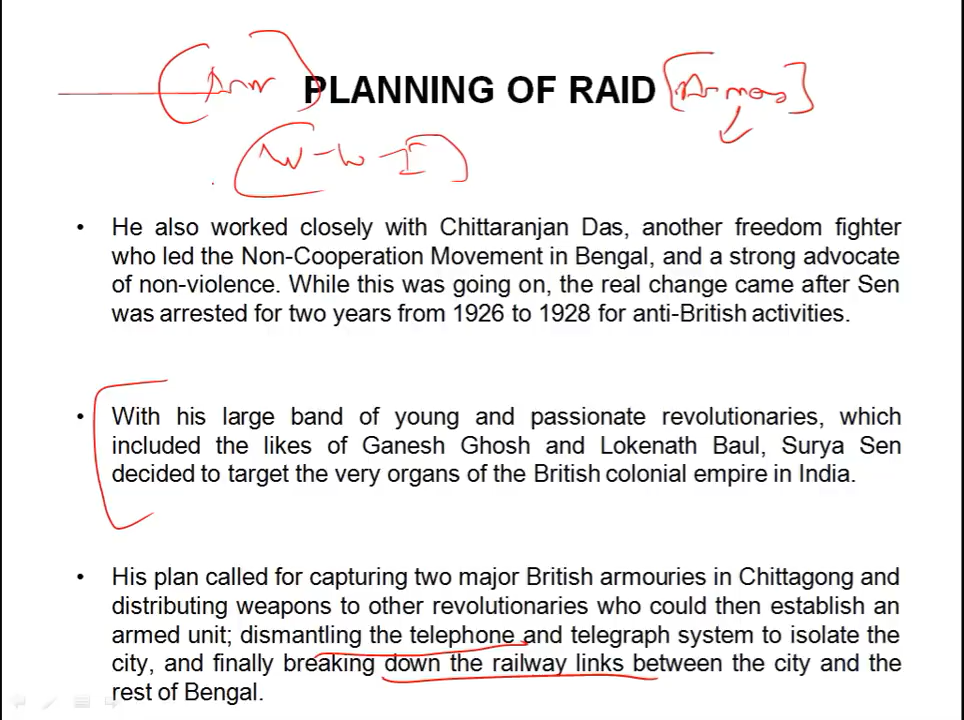 PLANNING OF RAID
• He also worked closely with Chittaranjan Das, another freedom fighter
who led the Non-Cooperation Movement in Bengal, and a strong advocate
of non-violence. While this was going on, the real change came after Sen
was arrested for two years from 1926 to 1928 for anti-British activities.
• With his large band of young and passionate revolutionaries, which
included the likes of Ganesh Ghosh and Lokenath Baul, Surya Sen
decided to target the very organs of the British colonial empire in India.
• His plan called for capturing two major British armouries in Chittagong and
distributing weapons to other revolutionaries who could then establish an
armed unit; dismantling the telephone and telegraph system to isolate the
city, and finally breaking down the railway links between the city and the
rest of Bengal.